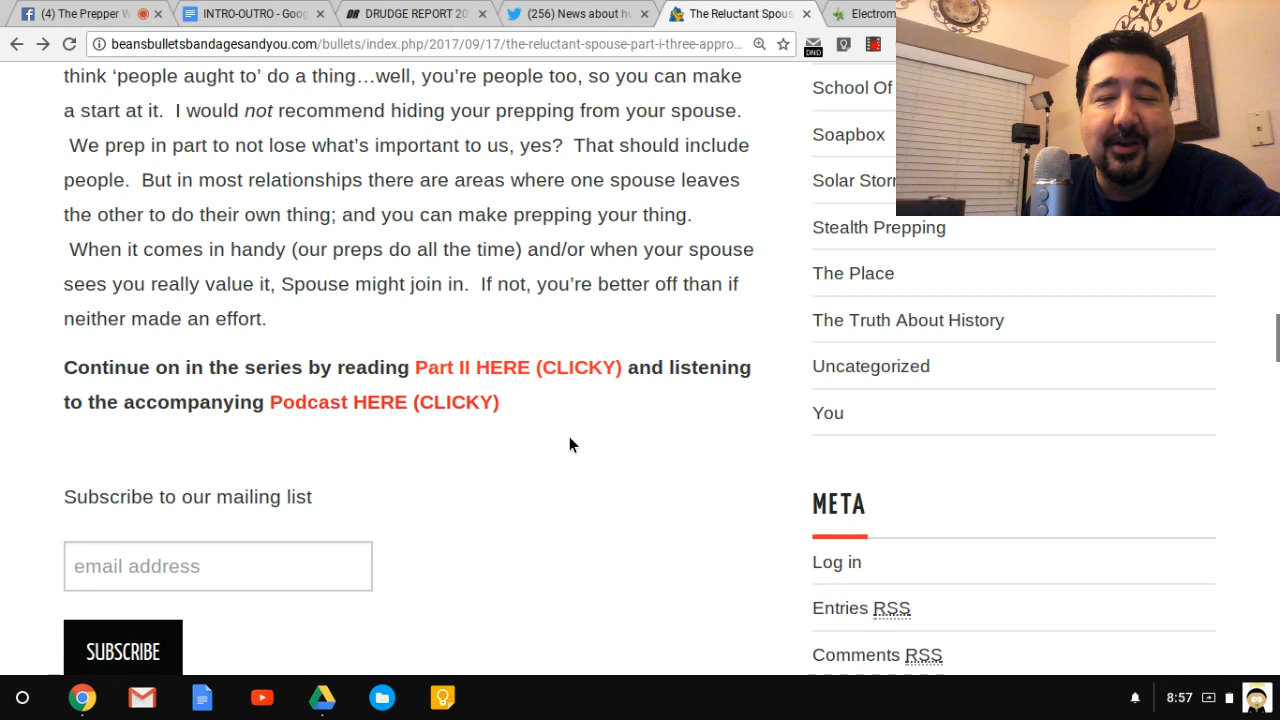 (4) The Prepper W
INTRO-OUTRO - Goog
DRUDGE REPORT 20
(256) News about hu
The Reluctant Spous
Electrom
beansbulletsbandagesandyou.com/bullets/index.php/2017/09/17/the-reluctant-spouse-part-i-three-appro...
DND
think ‘people aught to’ do a thing…well, you’re people too, so you can make
a start at it.  I would not recommend hiding your prepping from your spouse.
We prep in part to not lose what’s important to us, yes?  That should include
people.  But in most relationships there are areas where one spouse leaves
the other to do their own thing; and you can make prepping your thing.
When it comes in handy (our preps do all the time) and/or when your spouse
sees you really value it, Spouse might join in.  If not, you’re better off than if
neither made an effort.
Continue on in the series by reading Part II HERE (CLICKY) and listening
to the accompanying Podcast HERE (CLICKY)
Subscribe to our mailing list
email address
SUBSCRIBE
School Of
Soapbox
Solar Storm
Stealth Prepping
The Place
The Truth About History
Uncategorized
You
META
Log in
Entries RSS
Comments RSS
8:57